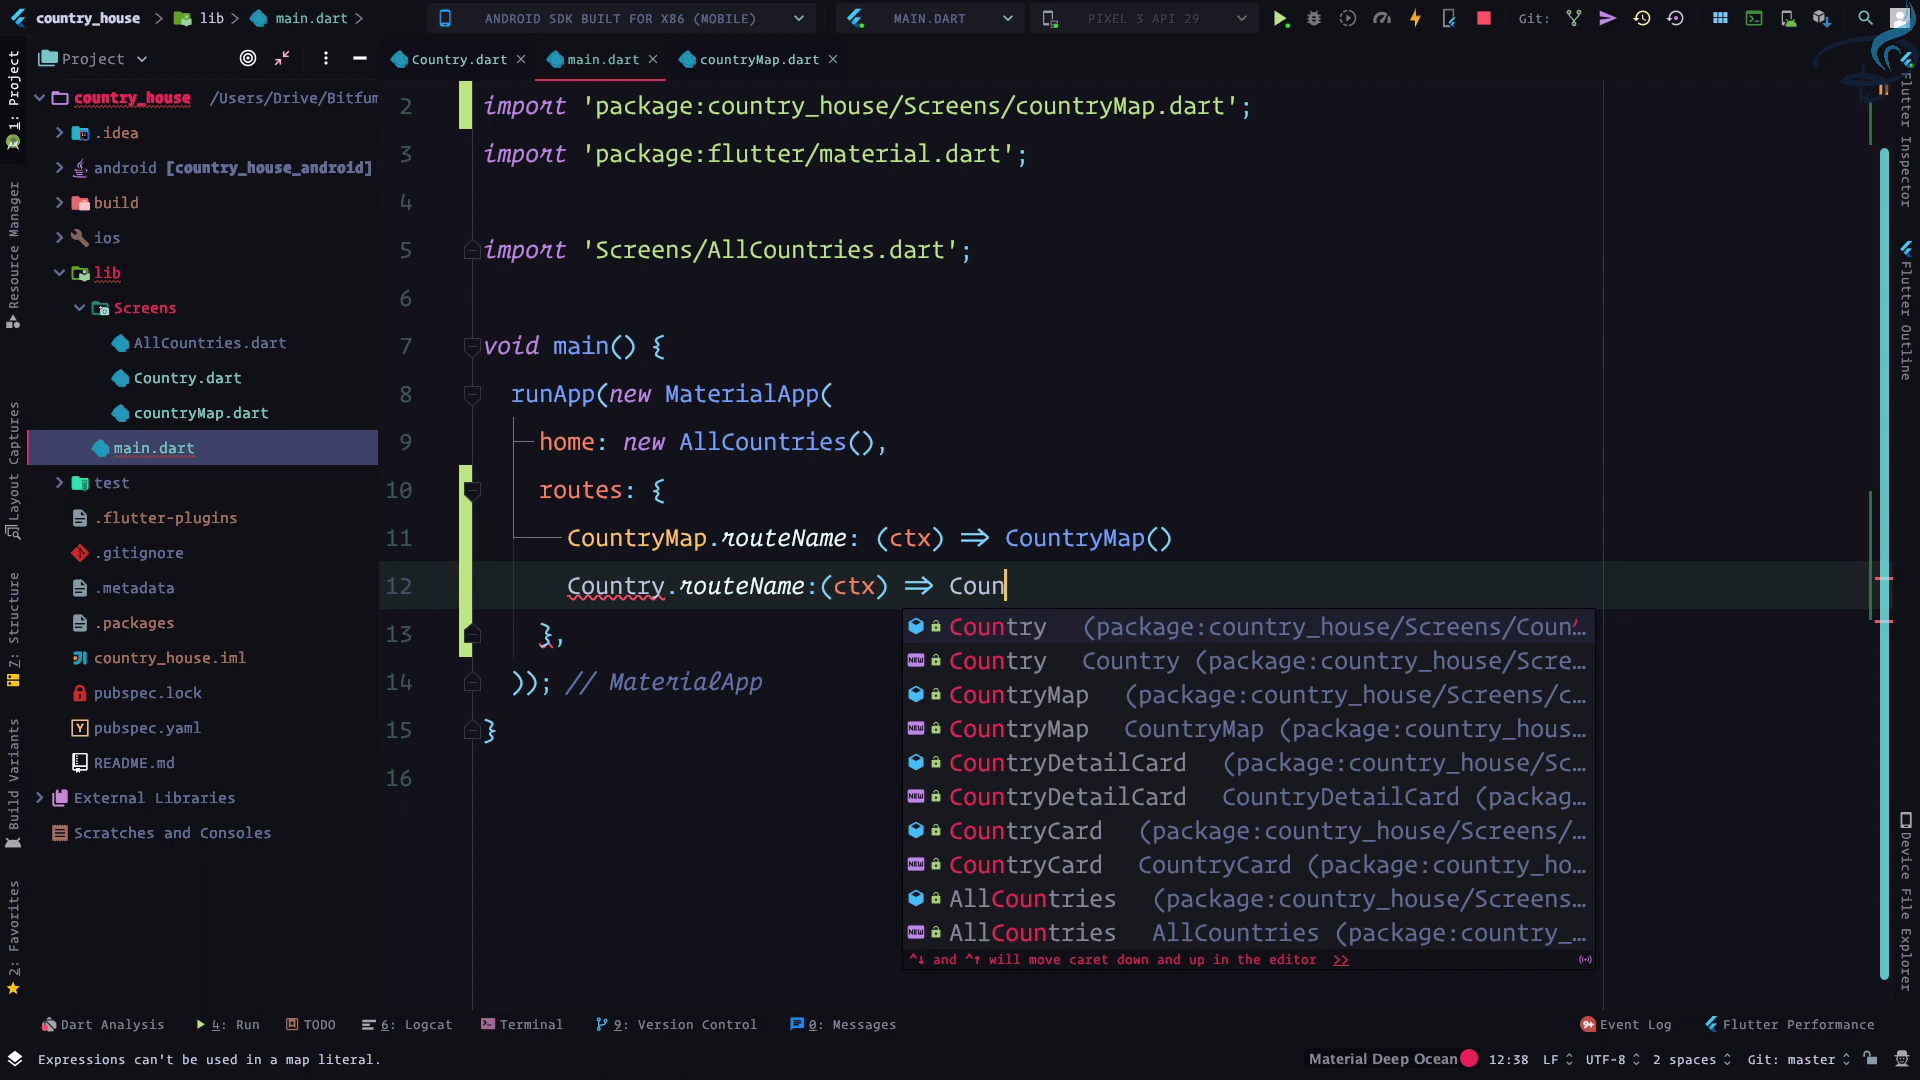 country_house > lib > main.dart >
ANDROID SDK BUILT FOR X86 (MOBILE)
MAIN.DART
PIXEL 3 API 29
Git:
Project
Country.dart
main.dart
countryMap.dart
country_house /Users/Drive/Bitfum
.idea
android [country_house_android]
build
ios
lib
Screens
AllCountries.dart
Country.dart
countryMap.dart
main.dart
test
.flutter-plugins
.gitignore
.metadata
.packages
country_house.iml
pubspec.lock
pubspec.yaml
README.md
External Libraries
Scratches and Consoles
1: Project
Resource Manager
Layout Captures
7: Structure
Build Variants
2: Favorites
2 import 'package:country_house/Screens/countryMap.dart';
3 import 'package:flutter/material.dart';
4
5 import 'Screens/AllCountries.dart';
6
7 void main() {
8 runApp(new MaterialApp(
9 home: new AllCountries(),
10 routes: {
11 CountryMap.routeName: (ctx) => CountryMap()
12 Country.routeName:(ctx) => Coun
13 },
14 )); // MaterialApp
15 }
16
Country (package:country_house/Screens/Coun…
Country Country (package:country_house/Scre…
CountryMap (package:country_house/Screens/c…
CountryMap CountryMap (package:country_hous…
CountryDetailCard (package:country_house/Sc…
CountryDetailCard CountryDetailCard (packag…
CountryCard (package:country_house/Screens/…
CountryCard CountryCard (package:country_ho…
AllCountries (package:country_house/Screens…
AllCountries AllCountries (package:country_…
^↓ and ^↑ will move caret down and up in the editor >>
Flutter Inspector
Flutter Outline
Device File Explorer
Dart Analysis
4: Run
TODO
6: Logcat
Terminal
9: Version Control
0: Messages
9+ Event Log
Flutter Performance
Expressions can't be used in a map literal.
Material Deep Ocean
12:38
LF
UTF-8
2 spaces
Git: master